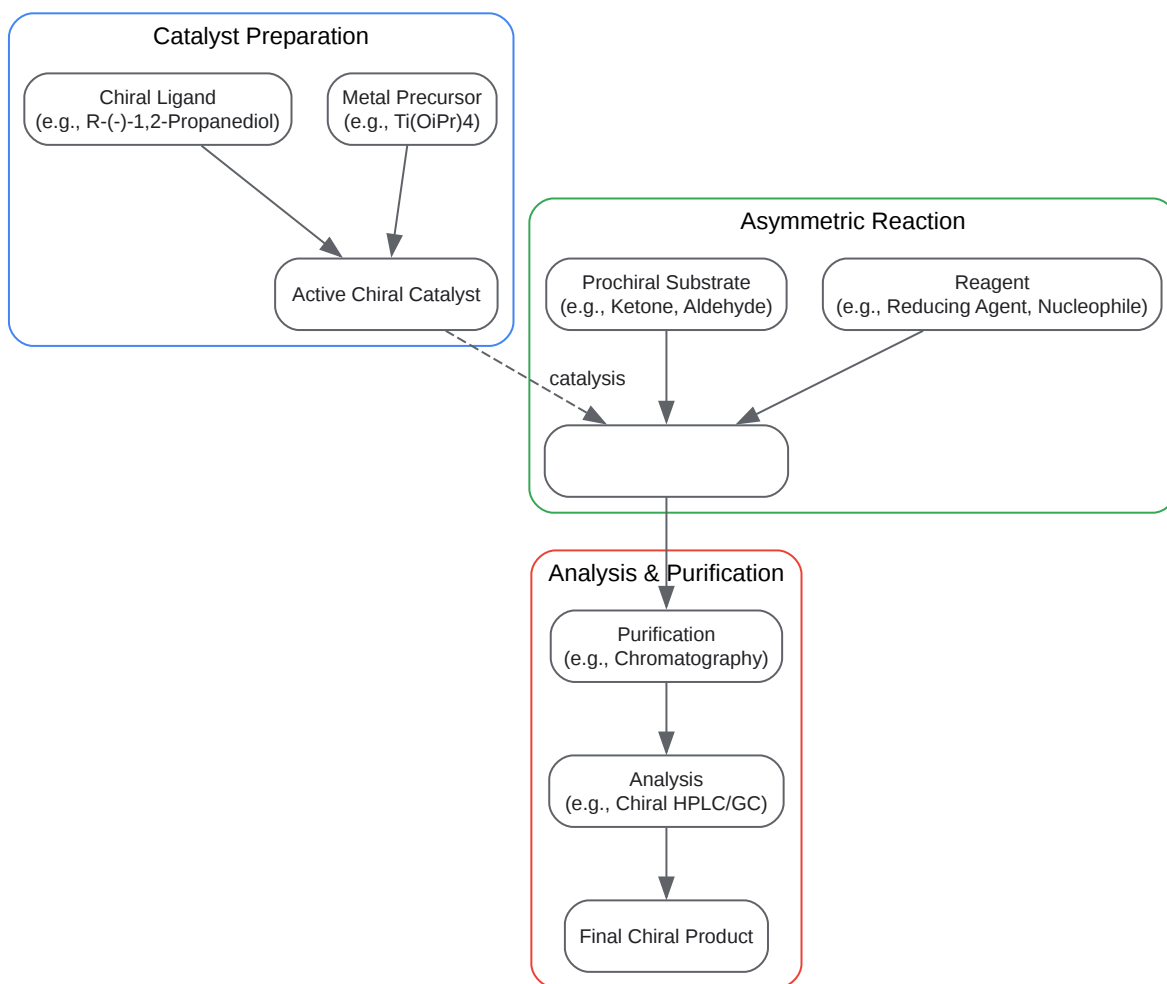 Catalyst Preparation
Chiral Ligand
(e.g., R-(-)-1,2-Propanediol)
Metal Precursor
(e.g., Ti(OiPr)4)
Active Chiral Catalyst
Asymmetric Reaction
Prochiral Substrate
(e.g., Ketone, Aldehyde)
Reagent
(e.g., Reducing Agent, Nucleophile)
catalysis
Analysis & Purification
Purification
(e.g., Chromatography)
Analysis
(e.g., Chiral HPLC/GC)
Final Chiral Product